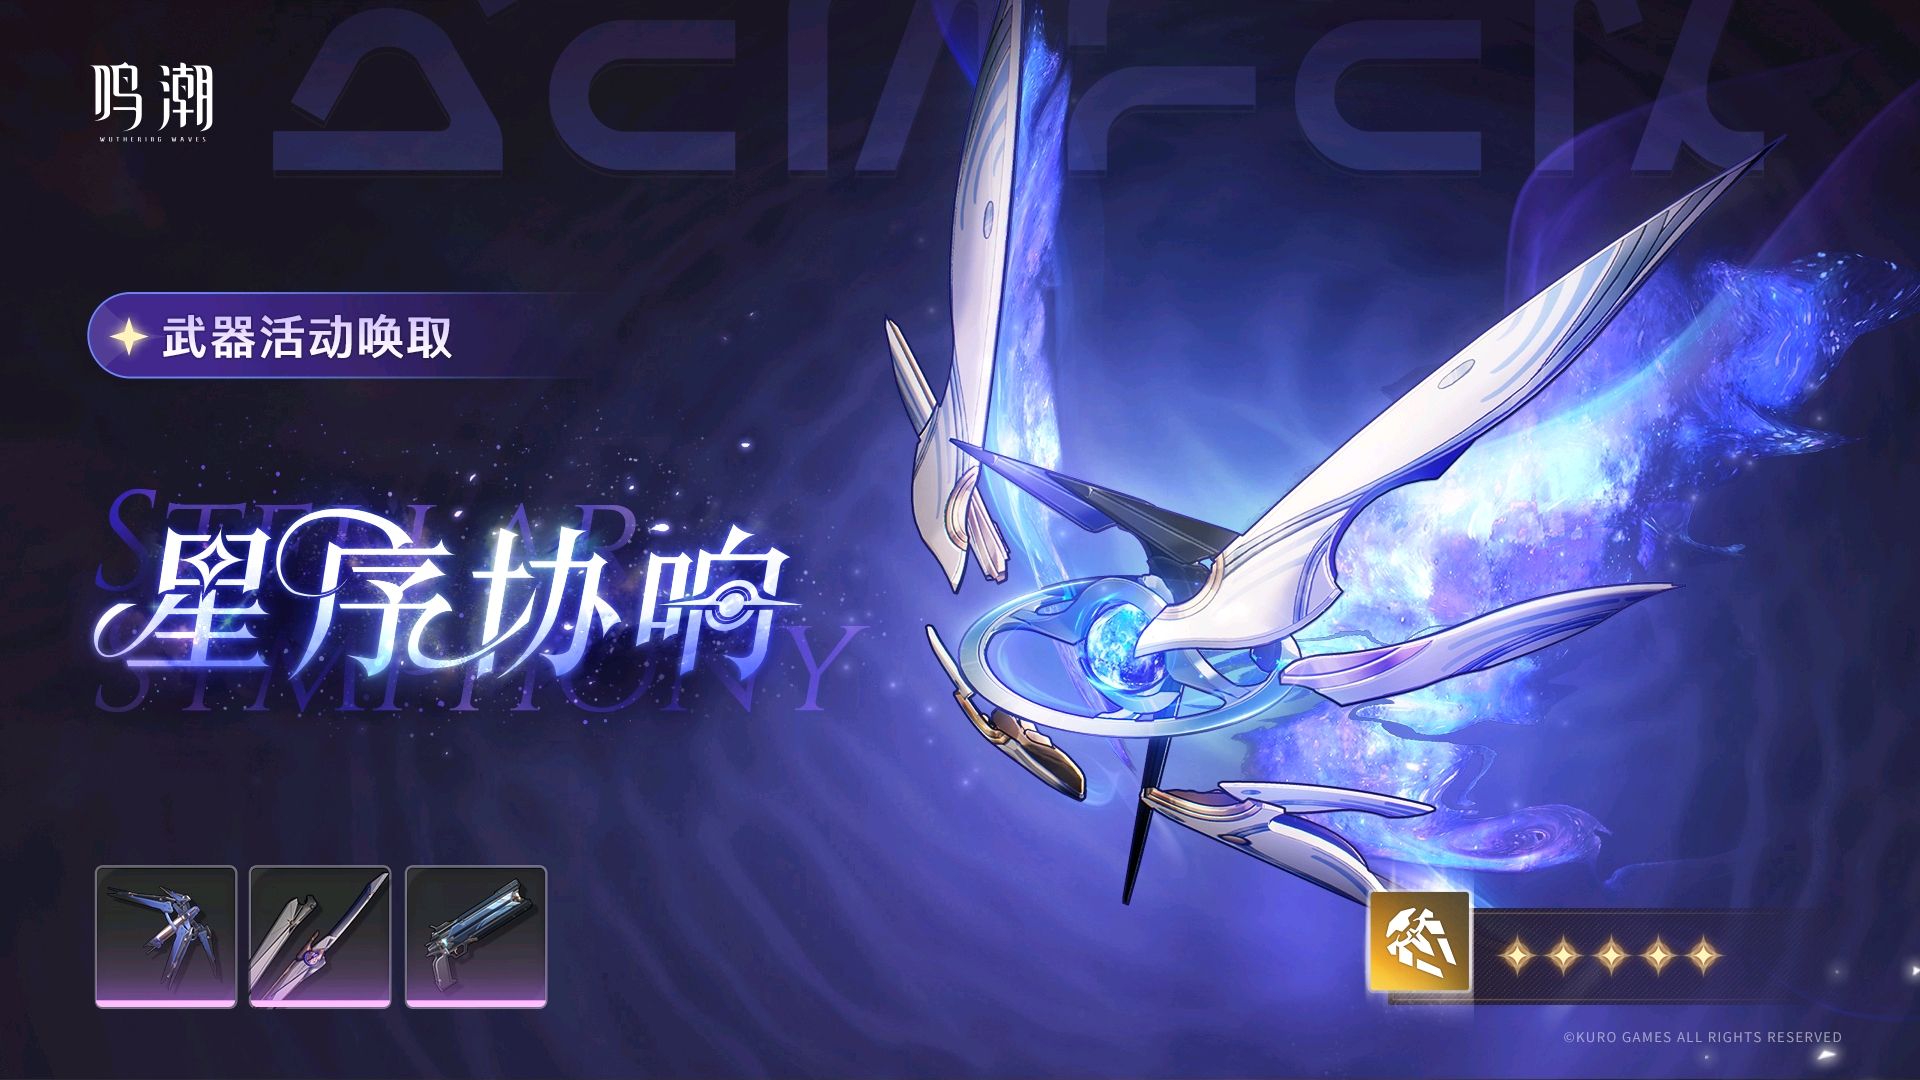 鸣潮
WUTHERING WAVES
武器活动唤取
STELLAR
星序协响
SYMPHONY
©KURO GAMES ALL RIGHTS RESERVED